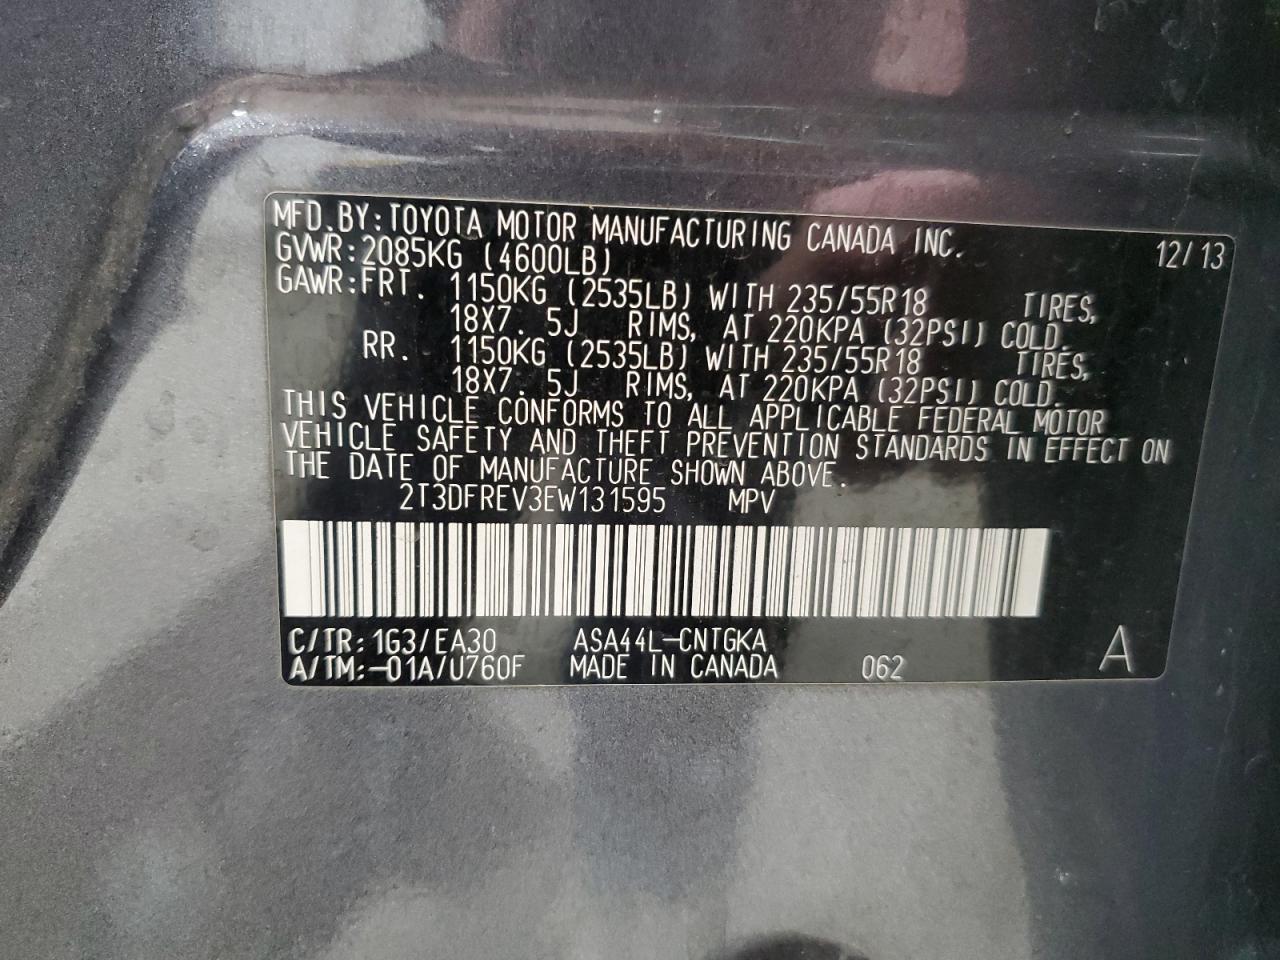 MFD.BY:TOYOTA MOTOR MANUFACTURING CANADA INC. 12/13
GVWR:2085KG (4600LB)
GAWR:FRT. 1150KG (2535LB) WITH 235/55R18 TIRES,
18X7.5J RIMS, AT 220KPA (32PSI) COLD.
RR. 1150KG (2535LB) WITH 235/55R18 TIRES,
18X7.5J RIMS, AT 220KPA (32PSI) COLD.
THIS VEHICLE CONFORMS TO ALL APPLICABLE FEDERAL MOTOR
VEHICLE SAFETY AND THEFT PREVENTION STANDARDS IN EFFECT ON
THE DATE OF MANUFACTURE SHOWN ABOVE.
2T3DFREV3EW131595 MPV
C/TR:1G3/EA30 ASA44L-CNTGKA
A/TM:-01A/U760F MADE IN CANADA 062 A